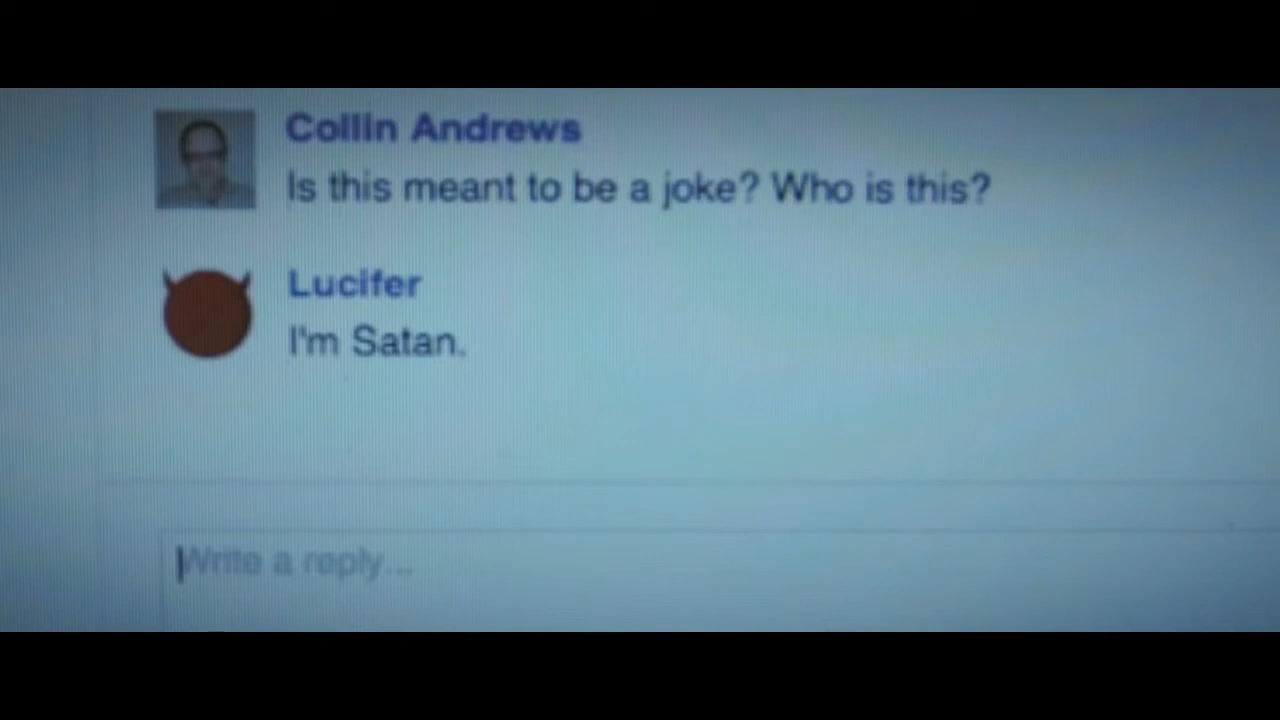 Collin Andrews
Is this meant to be a joke? Who is this?
Lucifer
I'm Satan.
Write a reply...